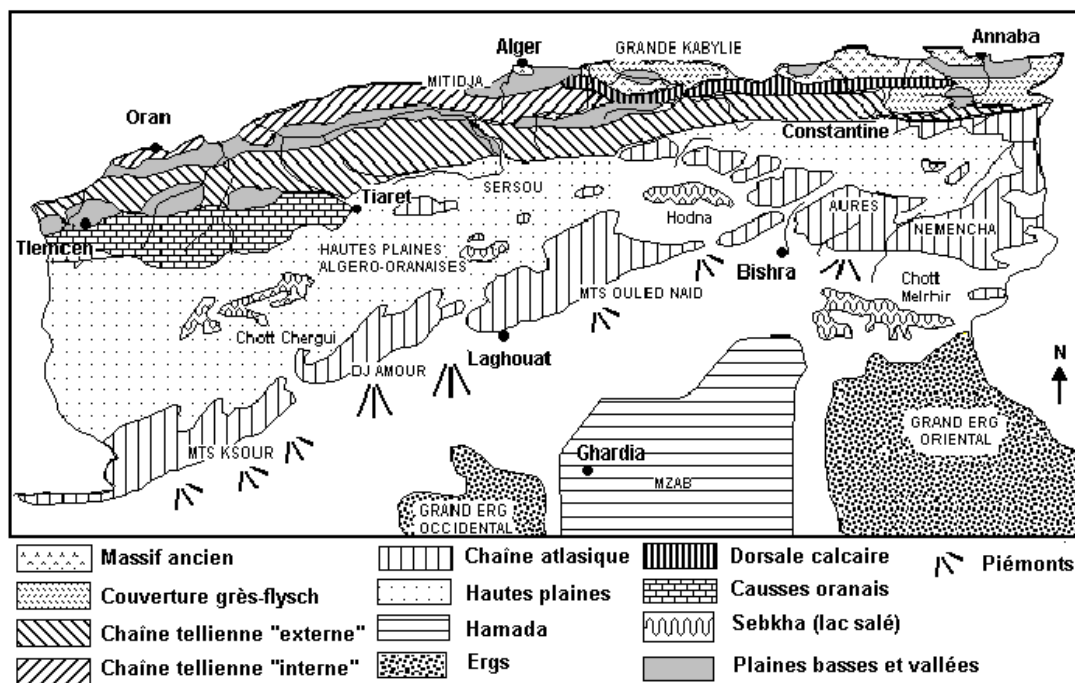 Alger
GRANDE KABYLIE
Annaba
MITIDJA
Oran
Constantine
SERSOU
Tiaret
Hodna
AURES
NEMENCHA
Tlemcen
HAUTES PLAINES
ALGERO-ORANAISES
Bishra
MTS OULED NAID
Chott
Melrhir
Chott Chergui
Laghouat
DJ AMOUR
N
GRAND ERG
ORIENTAL
MTS KSOUR
Ghardia
MZAB
GRAND ERG
OCCIDENTAL
Massif ancien
Chaîne atlasique
Dorsale calcaire
Piémonts
Couverture grès-flysch
Hautes plaines
Causses oranais
Chaîne tellienne "externe"
Hamada
Sebkha (lac salé)
Chaîne tellienne "interne"
Ergs
Plaines basses et vallées